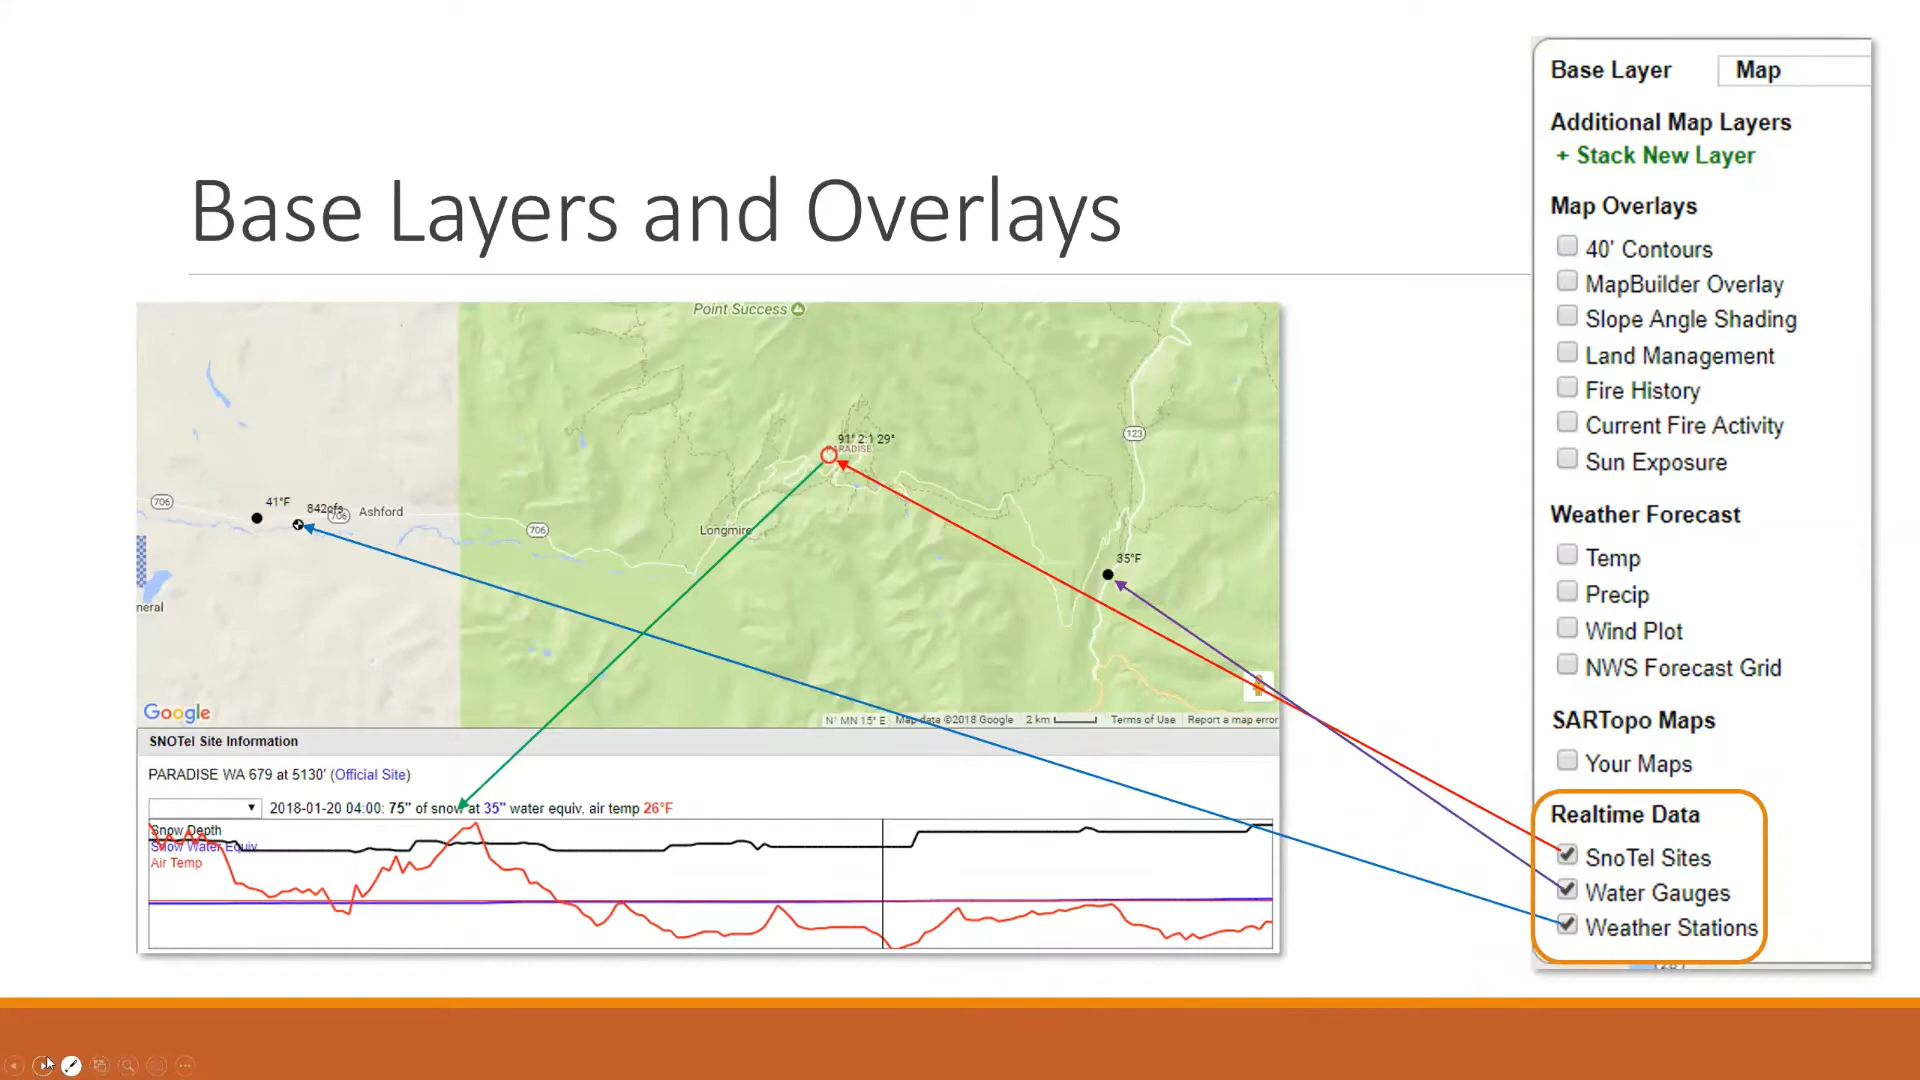 Base Layers and Overlays
Point Success
91" 2:1 29°
PARADISE
123
706
41°F
842cfs
706
Ashford
706
Longmire
35°F
neral
Google
N° MN 15° E
Map data ©2018 Google
2 km
Terms of Use
Report a map error
SNOTel Site Information
PARADISE WA 679 at 5130' (Official Site)
2018-01-20 04:00: 75" of snow at 35" water equiv, air temp 26°F
Snow Depth
Snow Water Equiv
Air Temp
Base Layer Map
Additional Map Layers
+ Stack New Layer
Map Overlays
40' Contours
MapBuilder Overlay
Slope Angle Shading
Land Management
Fire History
Current Fire Activity
Sun Exposure
Weather Forecast
Temp
Precip
Wind Plot
NWS Forecast Grid
SARTopo Maps
Your Maps
Realtime Data
SnoTel Sites
Water Gauges
Weather Stations